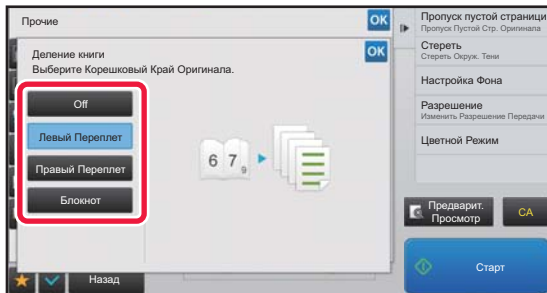 Прочие
OK
Деление книги
Выберите Корешковый Край Оригинала.
OK
Off
Левый Переплет
Правый Переплет
Блокнот
6 7 9
Назад
Пропуск пустой страници
Пропуск Пустой Стр. Оригинала
Стереть
Стереть Окруж. Тени
Настройка Фона
Разрешение
Изменить Разрешение Передачи
Цветной Режим
Предварит.
Просмотр
CA
Старт